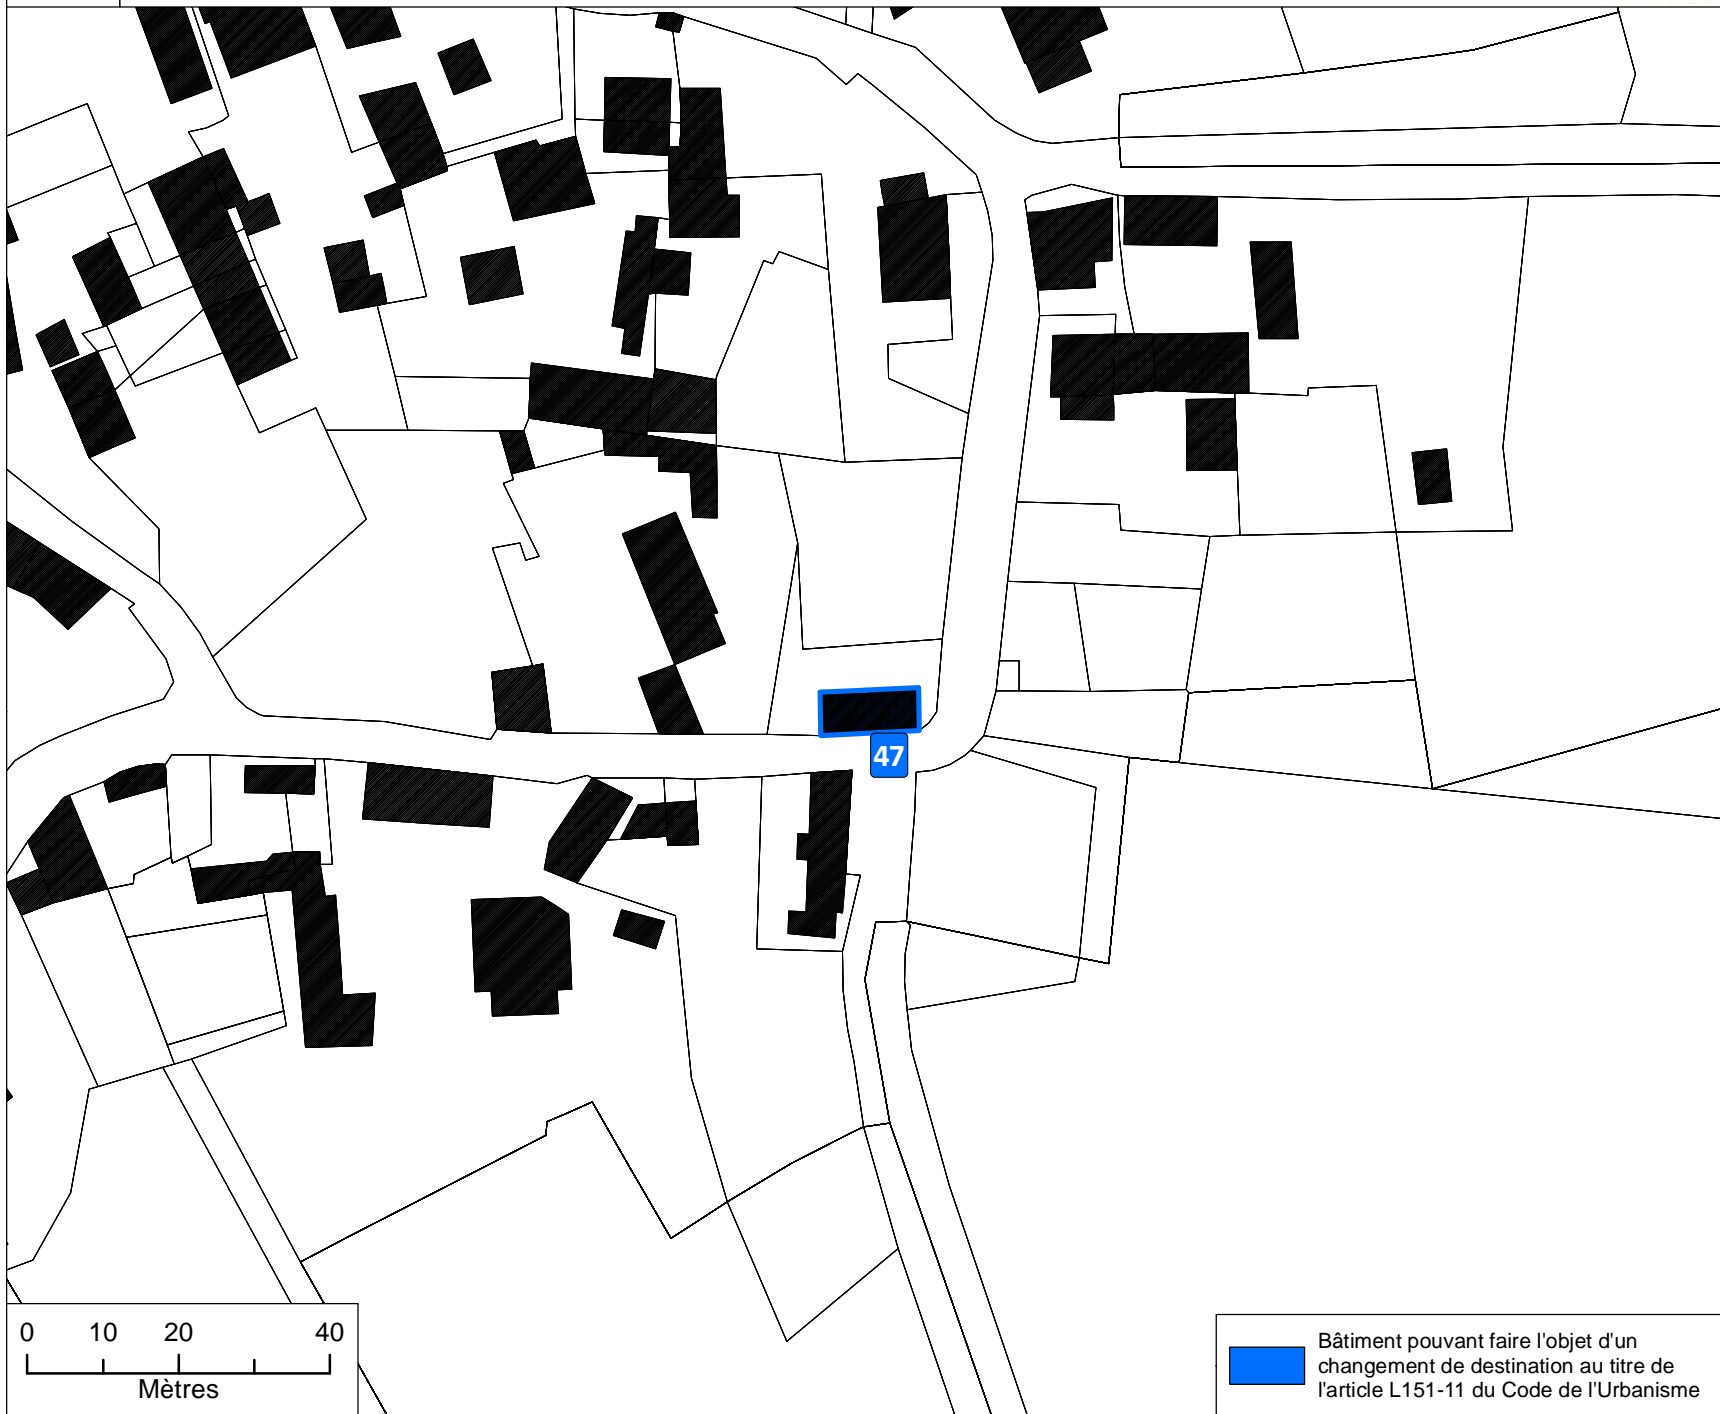 47
0 10 20 40
Mètres
Bâtiment pouvant faire l'objet d'un
changement de destination au titre de
l'article L151-11 du Code de l'Urbanisme